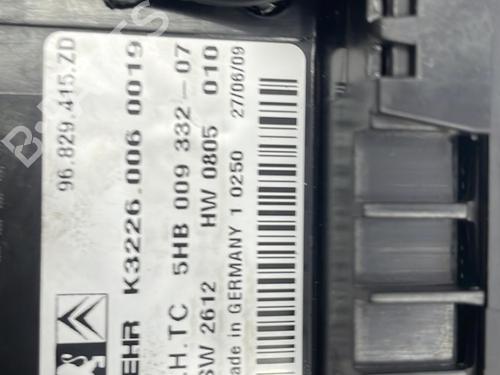 96.829.415.ZD
EHR K3226.006 0019
.H.TC 5HB 009 332-07
SW 2612 HW 0805 010
ade in GERMANY 1 0250 27/06/09